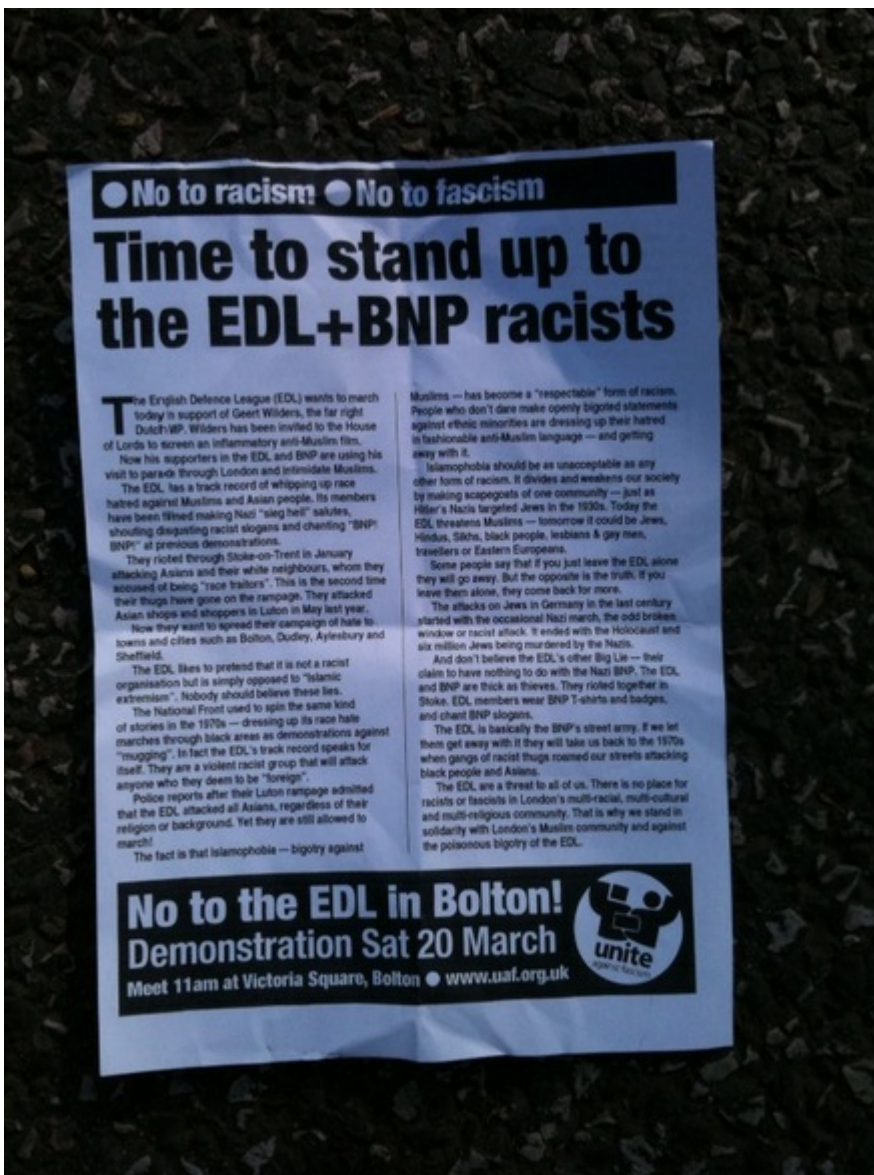 ● No to racism ● No to fascism
Time to stand up to
the EDL+BNP racists
The English Defence League (EDL) wants to march
today in support of Geert Wilders, the far right
Dutch MP. Wilders has been invited to the House
of Lords to screen an inflammatory anti-Muslim film.
Now his supporters in the EDL and BNP are using his
visit to parade through London and intimidate Muslims.
The EDL has a track record of whipping up race
hatred against Muslims and Asian people. Its members
have been filmed making Nazi "sieg heil" salutes,
shouting disgusting racist slogans and chanting "BNP!
BNP!" at previous demonstrations.
They rioted through Stoke-on-Trent in January
attacking Asians and their white neighbours, whom they
accused of being "race traitors". This is the second time
their thugs have gone on the rampage. They attacked
Asian shops and shoppers in Luton in May last year.
Now they want to spread their campaign of hate to
towns and cities such as Bolton, Dudley, Aylesbury and
Sheffield.
The EDL likes to pretend that it is not a racist
organisation but is simply opposed to "Islamic
extremism". Nobody should believe these lies.
The National Front used to spin the same kind
of stories in the 1970s — dressing up its race hate
marches through black areas as demonstrations against
"mugging". In fact the EDL's track record speaks for
itself. They are a violent racist group that will attack
anyone who they deem to be "foreign".
Police reports after their Luton rampage admitted
that the EDL attacked all Asians, regardless of their
religion or background. Yet they are still allowed to
march!
The fact is that Islamophobia — bigotry against
Muslims — has become a "respectable" form of racism.
People who don't dare make openly bigoted statements
against ethnic minorities are dressing up their hatred
in fashionable anti-Muslim language — and getting
away with it.
Islamophobia should be as unacceptable as any
other form of racism. It divides and weakens our society
by making scapegoats of one community — just as
Hitler's Nazis targeted Jews in the 1930s. Today the
EDL threatens Muslims — tomorrow it could be Jews,
Hindus, Sikhs, black people, lesbians & gay men,
travellers or Eastern Europeans.
Some people say that if you just leave the EDL alone
they will go away. But the opposite is the truth. If you
leave them alone, they come back for more.
The attacks on Jews in Germany in the last century
started with the occasional Nazi march, the odd broken
window or racist attack. It ended with the Holocaust and
six million Jews being murdered by the Nazis.
And don't believe the EDL's other Big Lie — their
claim to have nothing to do with the Nazi BNP. The EDL
and BNP are thick as thieves. They rioted together in
Stoke. EDL members wear BNP T-shirts and badges,
and chant BNP slogans.
The EDL is basically the BNP's street army. If we let
them get away with it they will take us back to the 1970s
when gangs of racist thugs roamed our streets attacking
black people and Asians.
The EDL are a threat to all of us. There is no place for
racists or fascists in London's multi-racial, multi-cultural
and multi-religious community. That is why we stand in
solidarity with London's Muslim community and against
the poisonous bigotry of the EDL.
No to the EDL in Bolton!
Demonstration Sat 20 March
Meet 11am at Victoria Square, Bolton ● www.uaf.org.uk
unite
against fascism